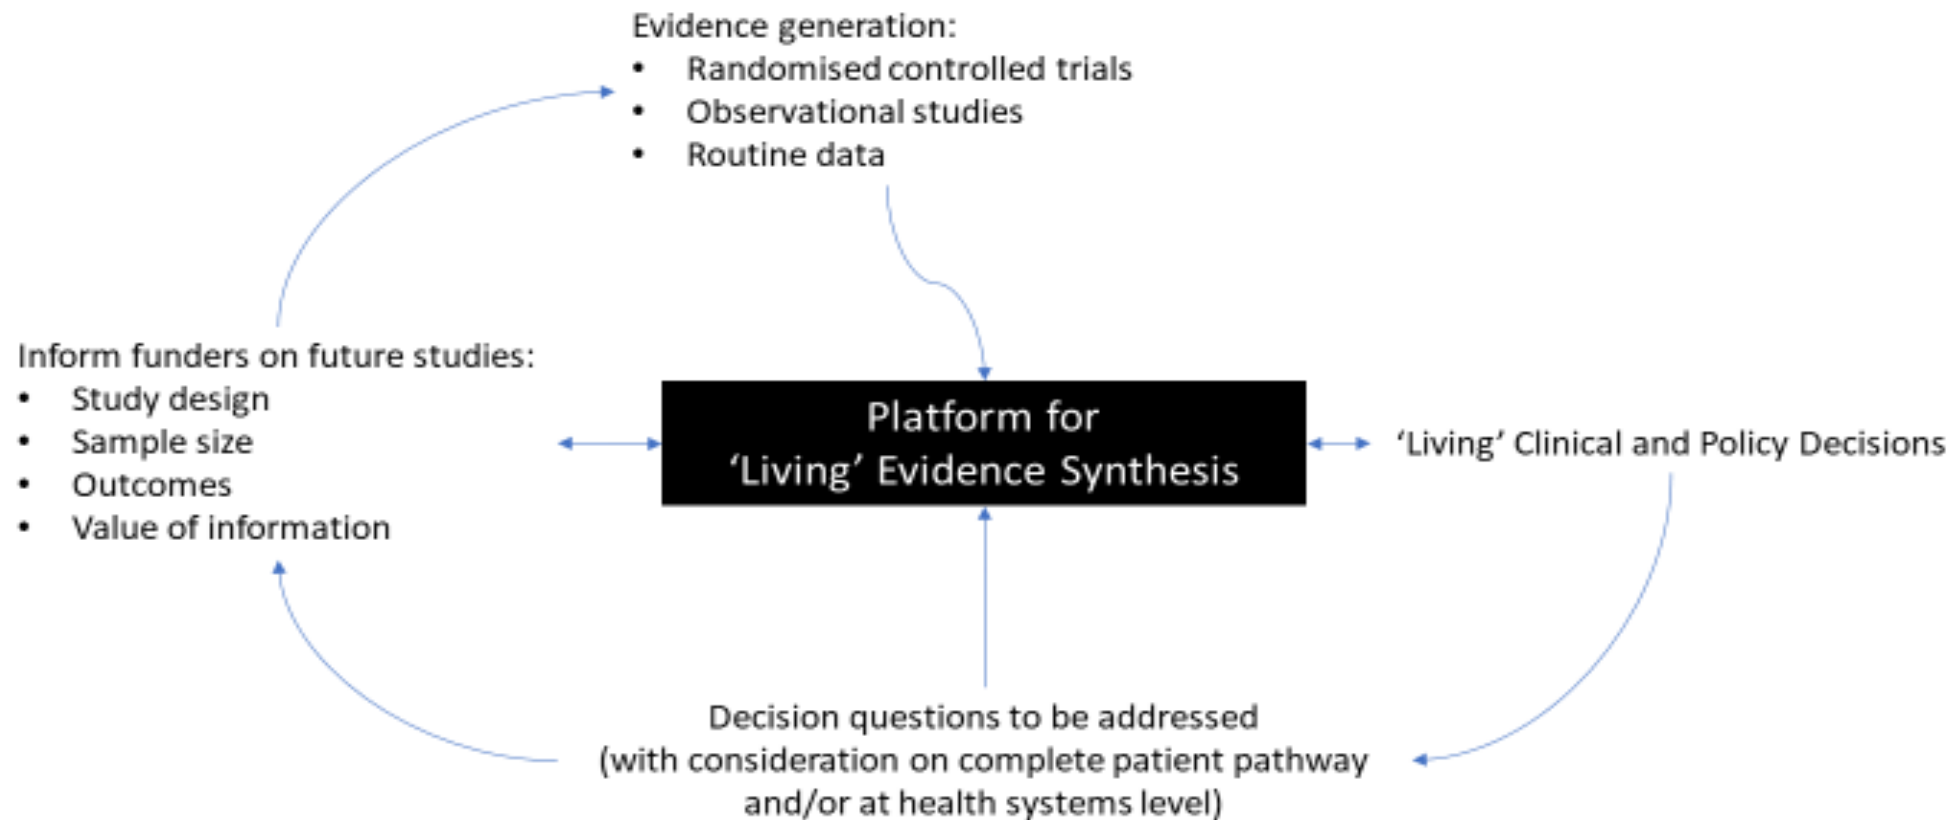 Evidence generation:
• Randomised controlled trials
• Observational studies
• Routine data
Inform funders on future studies:
• Study design
• Sample size
• Outcomes
• Value of information
Platform for
‘Living’ Evidence Synthesis
‘Living’ Clinical and Policy Decisions
Decision questions to be addressed
(with consideration on complete patient pathway
and/or at health systems level)